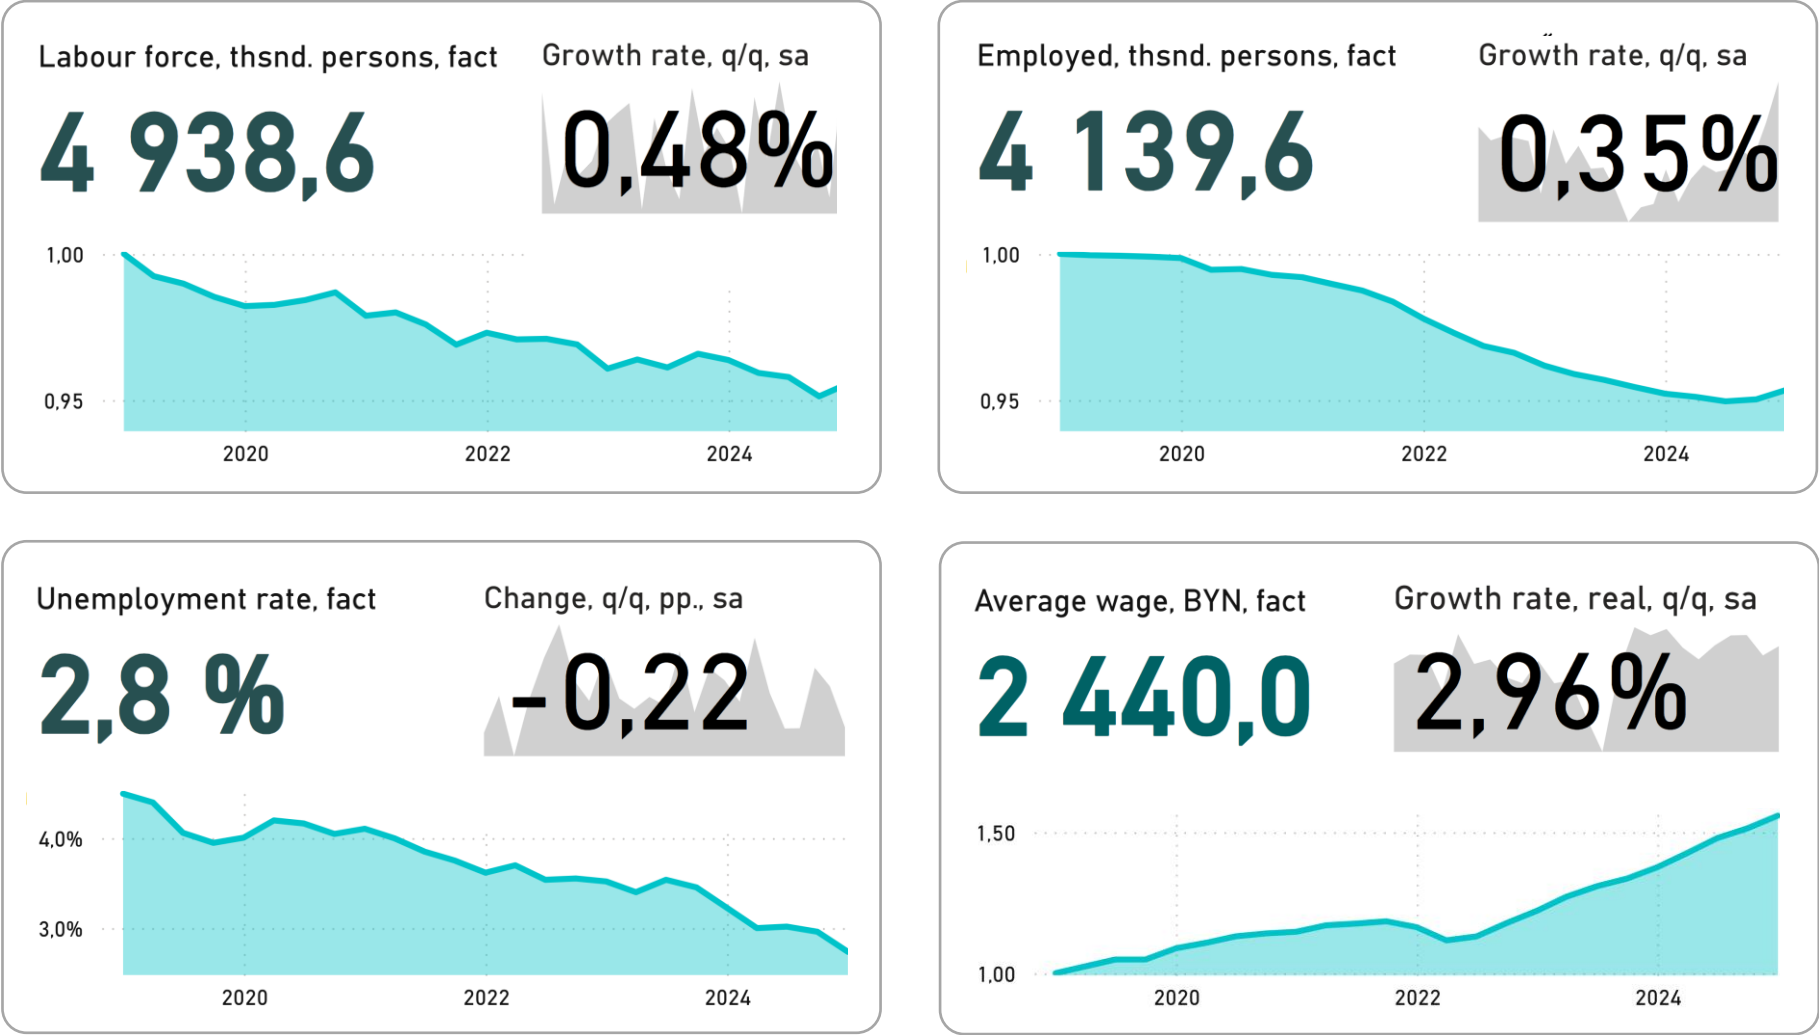 Labour force, thsnd. persons, fact
Growth rate, q/q, sa
4 938,6
0,48%
1,00
0,95
2020 2022 2024
Employed, thsnd. persons, fact
Growth rate, q/q, sa
4 139,6
0,35%
1,00
0,95
2020 2022 2024
Unemployment rate, fact
Change, q/q, pp., sa
2,8 %
-0,22
4,0%
3,0%
2020 2022 2024
Average wage, BYN, fact
Growth rate, real, q/q, sa
2 440,0
2,96%
1,50
1,00
2020 2022 2024